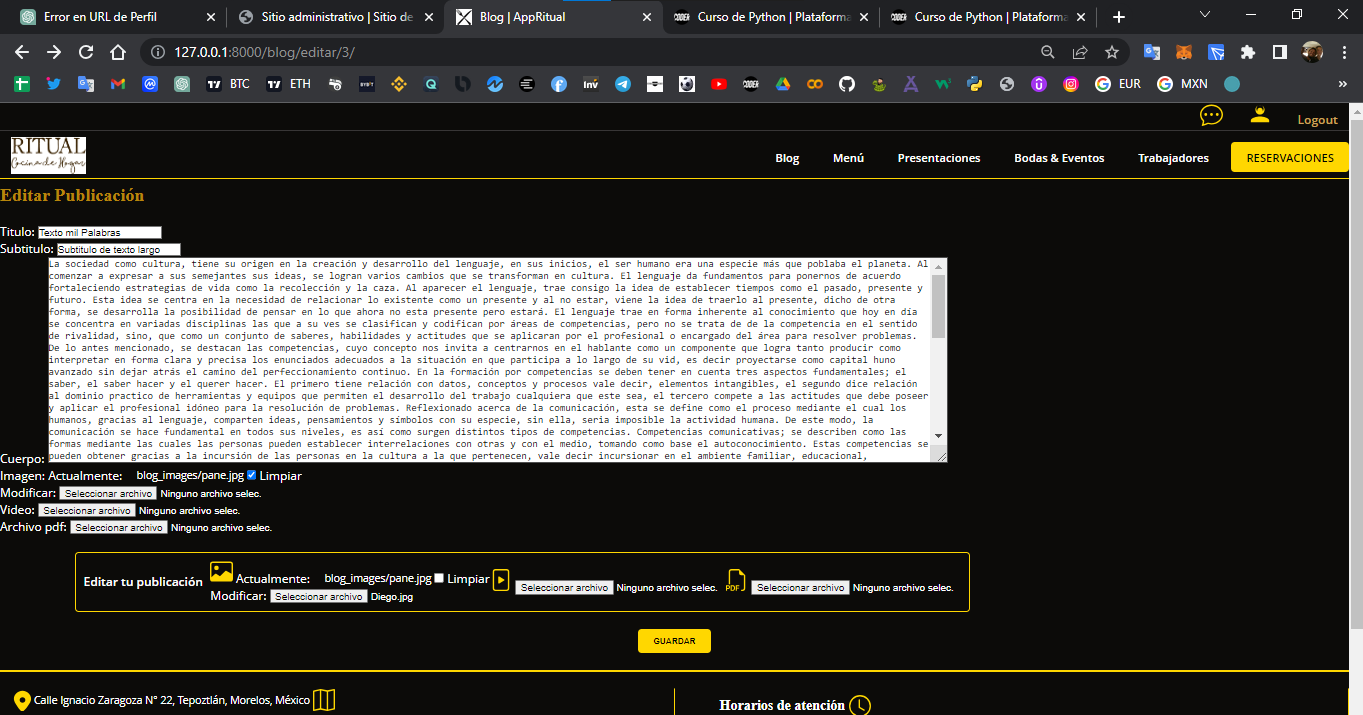 Error en URL de Perfil
Sitio administrativo | Sitio de
Blog | AppRitual
Curso de Python | Plataforma
Curso de Python | Plataforma
127.0.0.1:8000/blog/editar/3/
BTC
ETH
inv
EUR
MXN
Logout
RITUAL
Cocina de Hogar
Blog
Menú
Presentaciones
Bodas & Eventos
Trabajadores
RESERVACIONES
Editar Publicación
Titulo: Texto mil Palabras
Subtitulo: Subtitulo de texto largo
La sociedad como cultura, tiene su origen en la creación y desarrollo del lenguaje, en sus inicios, el ser humano era una especie más que poblaba el planeta. Al
comenzar a expresar a sus semejantes sus ideas, se logran varios cambios que se transforman en cultura. El lenguaje da fundamentos para ponernos de acuerdo
fortaleciendo estrategias de vida como la recolección y la caza. Al aparecer el lenguaje, trae consigo la idea de establecer tiempos como el pasado, presente y
futuro. Esta idea se centra en la necesidad de relacionar lo existente como un presente y al no estar, viene la idea de traerlo al presente, dicho de otra
forma, se desarrolla la posibilidad de pensar en lo que ahora no esta presente pero estará. El lenguaje trae en forma inherente al conocimiento que hoy en día
se concentra en variadas disciplinas las que a su ves se clasifican y codifican por áreas de competencias, pero no se trata de de la competencia en el sentido
de rivalidad, sino, que como un conjunto de saberes, habilidades y actitudes que se aplicaran por el profesional o encargado del área para resolver problemas.
De lo antes mencionado, se destacan las competencias, cuyo concepto nos invita a centrarnos en el hablante como un componente que logra tanto producir como
interpretar en forma clara y precisa los enunciados adecuados a la situación en que participa a lo largo de su vid, es decir proyectarse como capital huno
avanzado sin dejar atrás el camino del perfeccionamiento continuo. En la formación por competencias se deben tener en cuenta tres aspectos fundamentales; el
saber, el saber hacer y el querer hacer. El primero tiene relación con datos, conceptos y procesos vale decir, elementos intangibles, el segundo dice relación
al dominio practico de herramientas y equipos que permiten el desarrollo del trabajo cualquiera que este sea, el tercero compete a las actitudes que debe poseer
y aplicar el profesional idóneo para la resolución de problemas. Reflexionado acerca de la comunicación, esta se define como el proceso mediante el cual los
humanos, gracias al lenguaje, comparten ideas, pensamientos y símbolos con su especie, sin ella, seria imposible la actividad humana. De este modo, la
comunicación se hace fundamental en todos sus niveles, es así como surgen distintos tipos de competencias. Competencias comunicativas; se describen como las
formas mediante las cuales las personas pueden establecer interrelaciones con otras y con el medio, tomando como base el autoconocimiento. Estas competencias se
pueden obtener gracias a la incursión de las personas en la cultura a la que pertenecen, vale decir incursionar en el ambiente familiar, educacional,
Cuerpo:
Imagen: Actualmente: blog_images/pane.jpg Limpiar
Modificar: Seleccionar archivo Ninguno archivo selec.
Video: Seleccionar archivo Ninguno archivo selec.
Archivo pdf: Seleccionar archivo Ninguno archivo selec.
Editar tu publicación
Actualmente: blog_images/pane.jpg Limpiar
Modificar: Seleccionar archivo Diego.jpg
Seleccionar archivo Ninguno archivo selec.
PDF
Seleccionar archivo Ninguno archivo selec.
GUARDAR
Calle Ignacio Zaragoza N° 22, Tepoztlán, Morelos, México
Horarios de atención